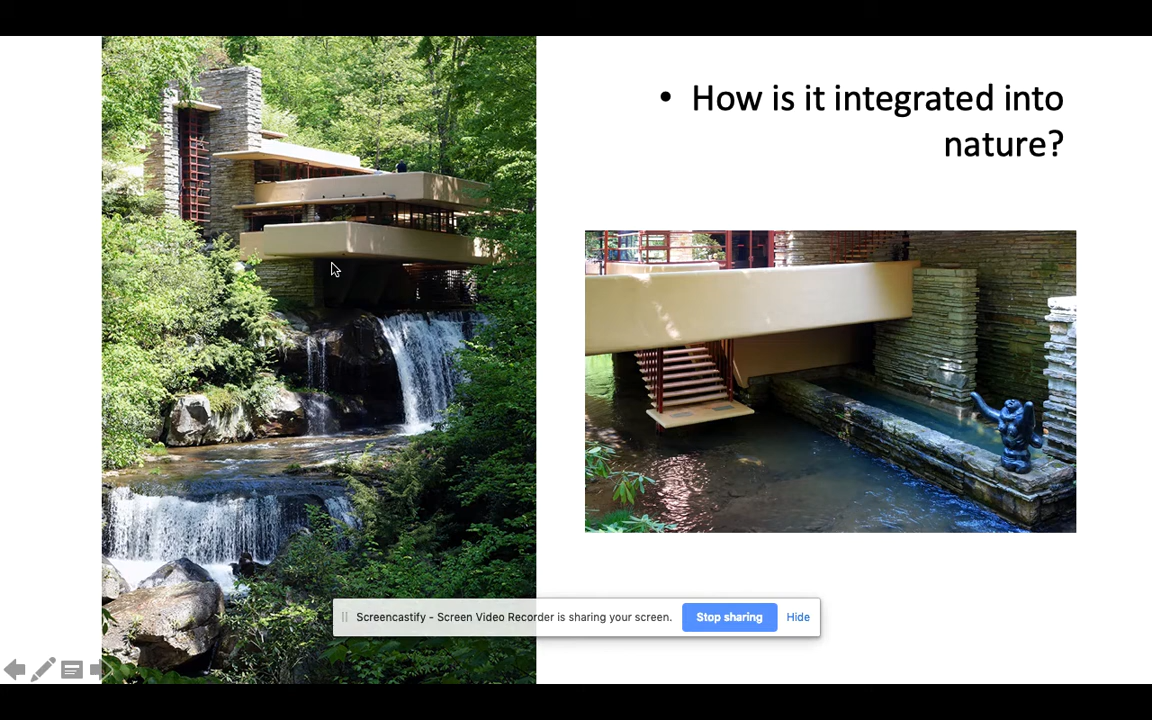 • How is it integrated into
nature?
Screencastify - Screen Video Recorder is sharing your screen. Stop sharing Hide